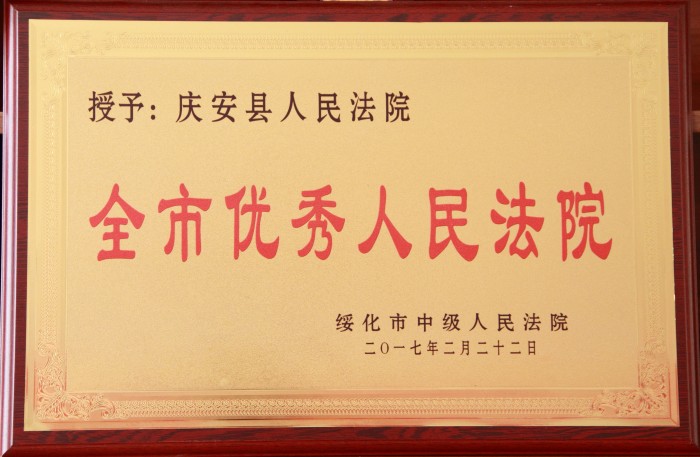 授予：庆安县人民法院
全市优秀人民法院
绥化市中级人民法院
二〇一七年二月二十二日